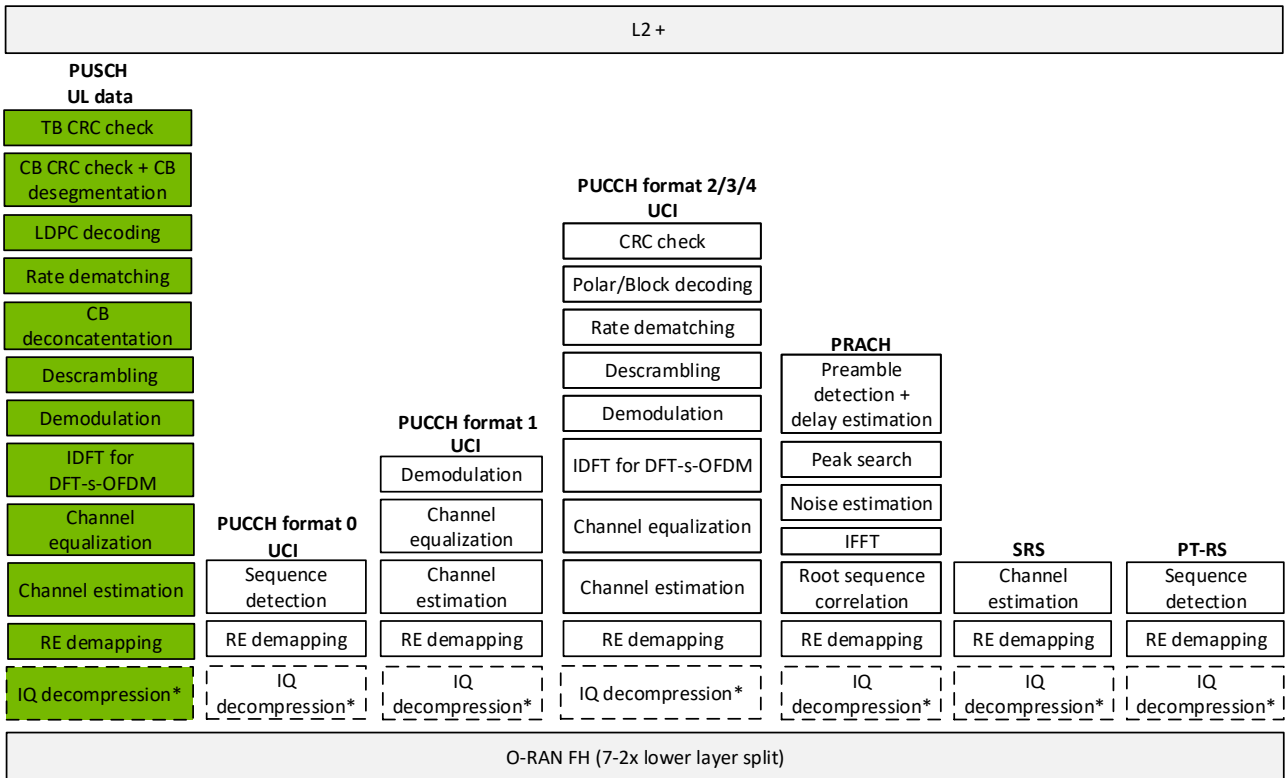 L2 +
PUSCH
UL data
TB CRC check
CB CRC check + CB
desegmentation
LDPC decoding
Rate dematching
CB
deconcatentation
Descrambling
Demodulation
IDFT for
DFT-s-OFDM
Channel
equalization
Channel estimation
RE demapping
IQ decompression*
PUCCH format 0
UCI
Sequence
detection
RE demapping
IQ
decompression*
PUCCH format 1
UCI
Demodulation
Channel
equalization
Channel
estimation
RE demapping
IQ
decompression*
PUCCH format 2/3/4
UCI
CRC check
Polar/Block decoding
Rate dematching
Descrambling
Demodulation
IDFT for DFT-s-OFDM
Channel equalization
Channel estimation
RE demapping
IQ decompression*
PRACH
Preamble
detection +
delay estimation
Peak search
Noise estimation
IFFT
Root sequence
correlation
RE demapping
IQ
decompression*
SRS
Channel
estimation
RE demapping
IQ
decompression*
PT-RS
Sequence
detection
RE demapping
IQ
decompression*
O-RAN FH (7-2x lower layer split)